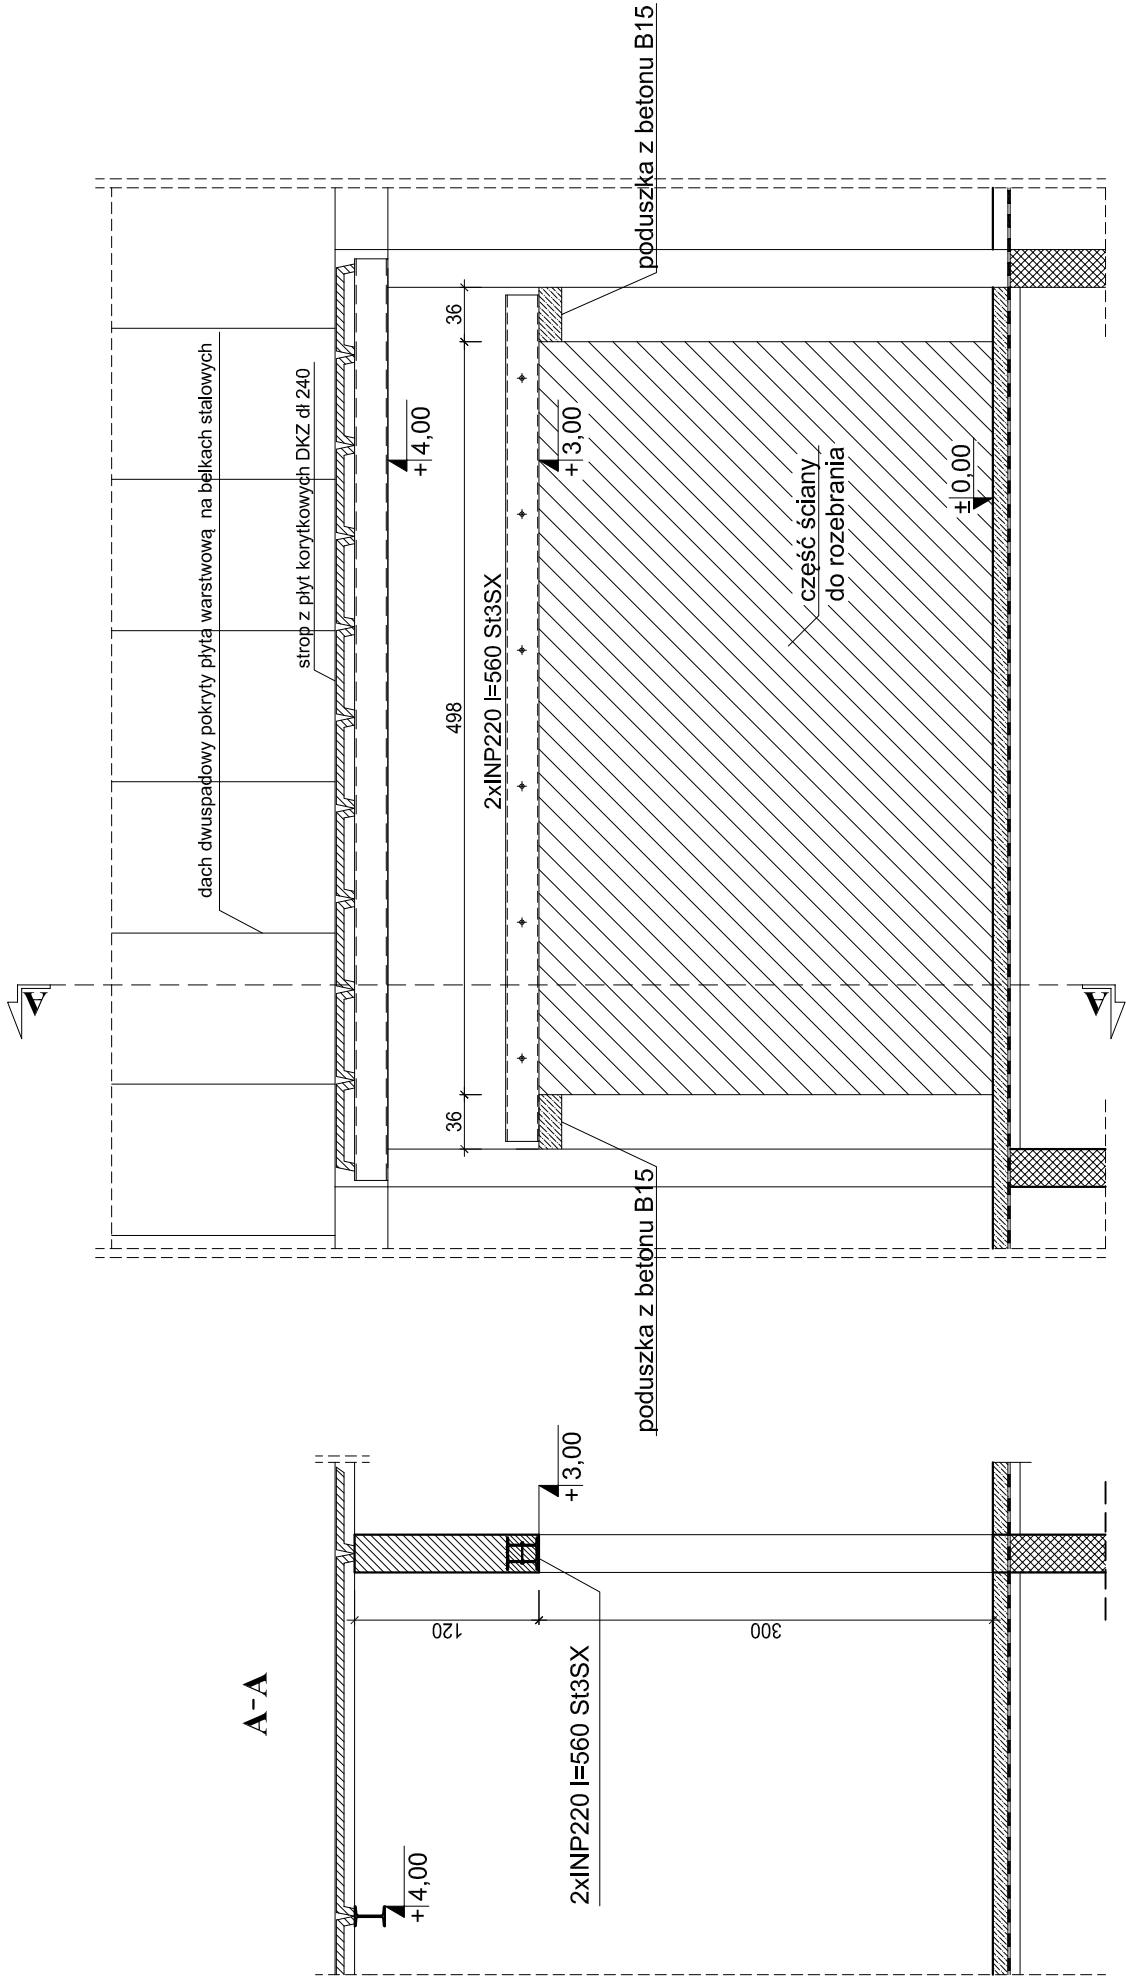 A-A
+4,00
2xINP220 l=560 St3SX
120
300
+3,00
dach dwuspadowy pokryty płyta warstwową na belkach stalowych
strop z płyt korytkowych DKZ dł 240
+4,00
36
498
36
2xINP220 l=560 St3SX
+3,00
poduszka z betonu B15
poduszka z betonu B15
część ściany
do rozebrania
±0,00
A
A